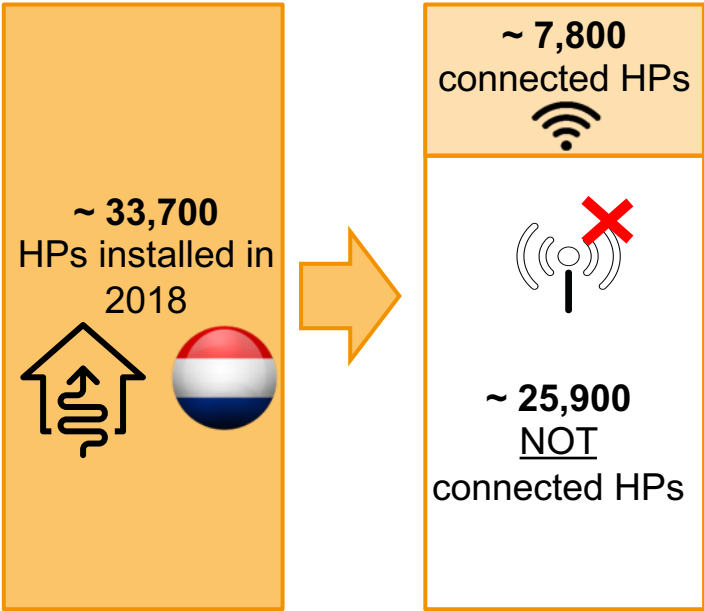 ~ 33,700
HPs installed in
2018
~ 7,800
connected HPs
~ 25,900
NOT
connected HPs